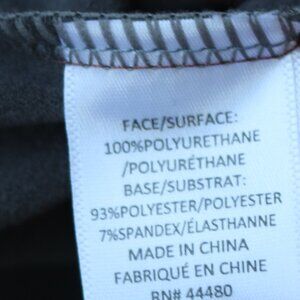 FACE/SURFACE:
100%POLYURETHANE
/POLYURÉTHANE
BASE/SUBSTRAT:
93%POLYESTER/POLYESTER
7%SPANDEX/ÉLASTHANNE
MADE IN CHINA
FABRIQUÉ EN CHINE
RN# 44480